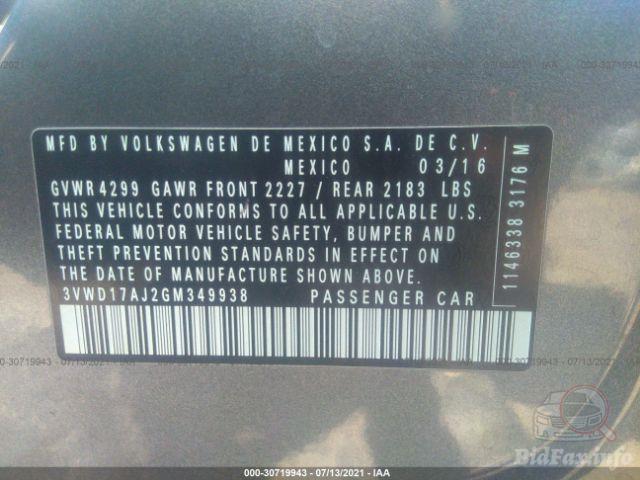 MFD BY VOLKSWAGEN DE MEXICO S.A. DE C.V.
MEXICO 03/16
GVWR 4299 GAWR FRONT 2227 / REAR 2183 LBS
THIS VEHICLE CONFORMS TO ALL APPLICABLE U.S.
FEDERAL MOTOR VEHICLE SAFETY, BUMPER AND
THEFT PREVENTION STANDARDS IN EFFECT ON
THE DATE OF MANUFACTURE SHOWN ABOVE.
3VWD17AJ2GM349938 PASSENGER CAR
1146338 3176 M
000-30719943 / 07/13/2021 - IAA
BidFax.info